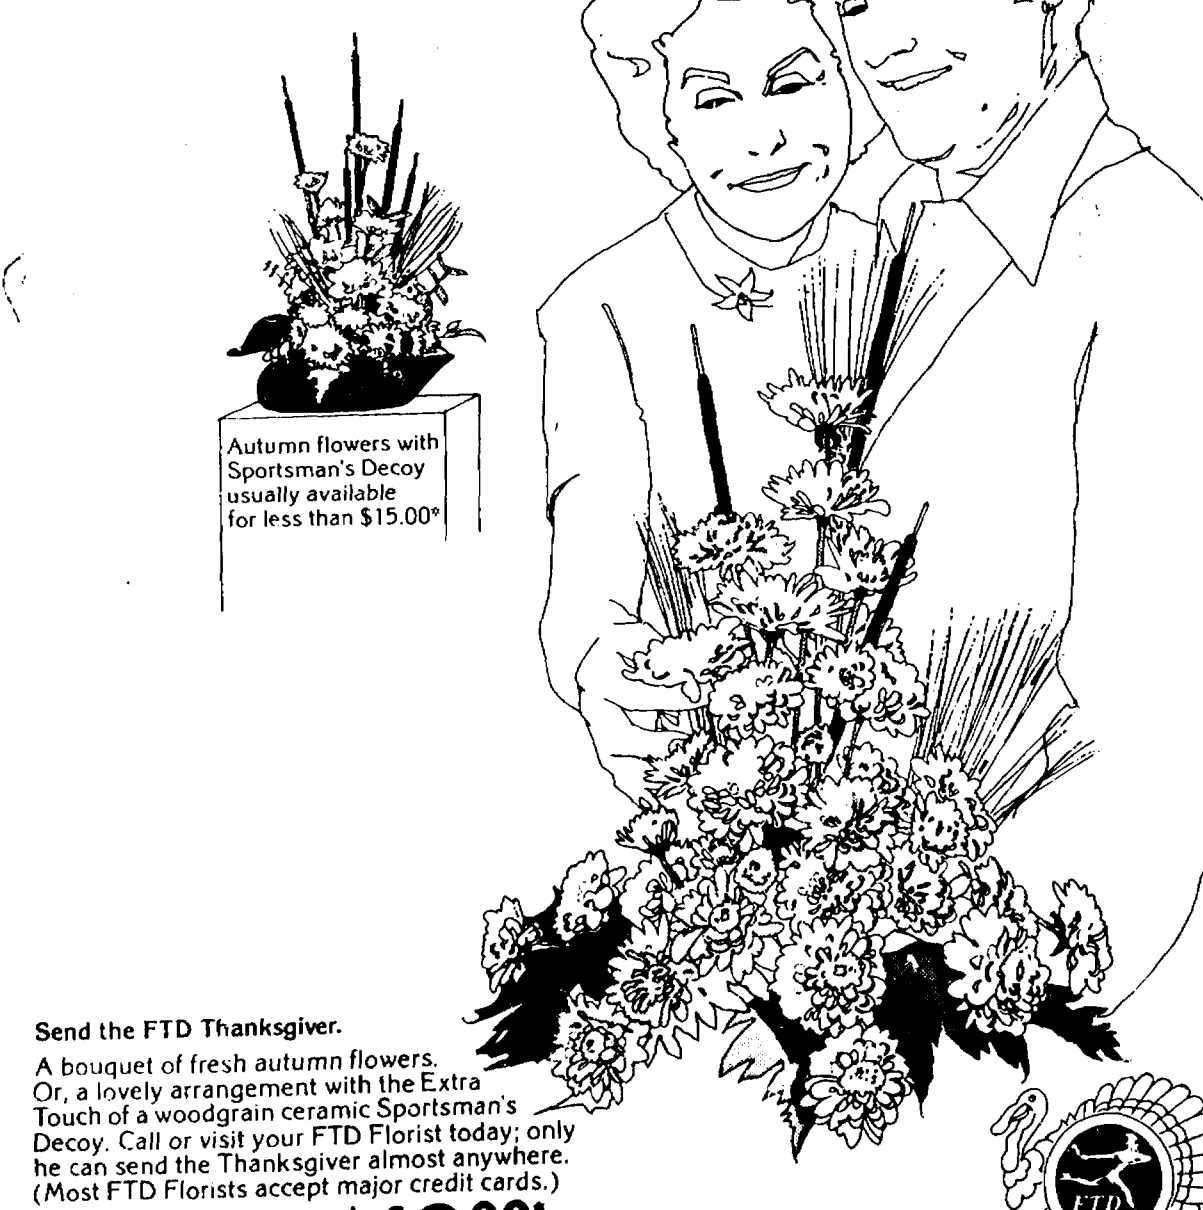 Autumn flowers with
Sportsman's Decoy
usually available
for less than $15.00*
Send the FTD Thanksgiver.
A bouquet of fresh autumn flowers.
Or, a lovely arrangement with the Extra
Touch of a woodgrain ceramic Sportsman's
Decoy. Call or visit your FTD Florist today; only
he can send the Thanksgiver almost anywhere.
(Most FTD Florists accept major credit cards.)
FTD